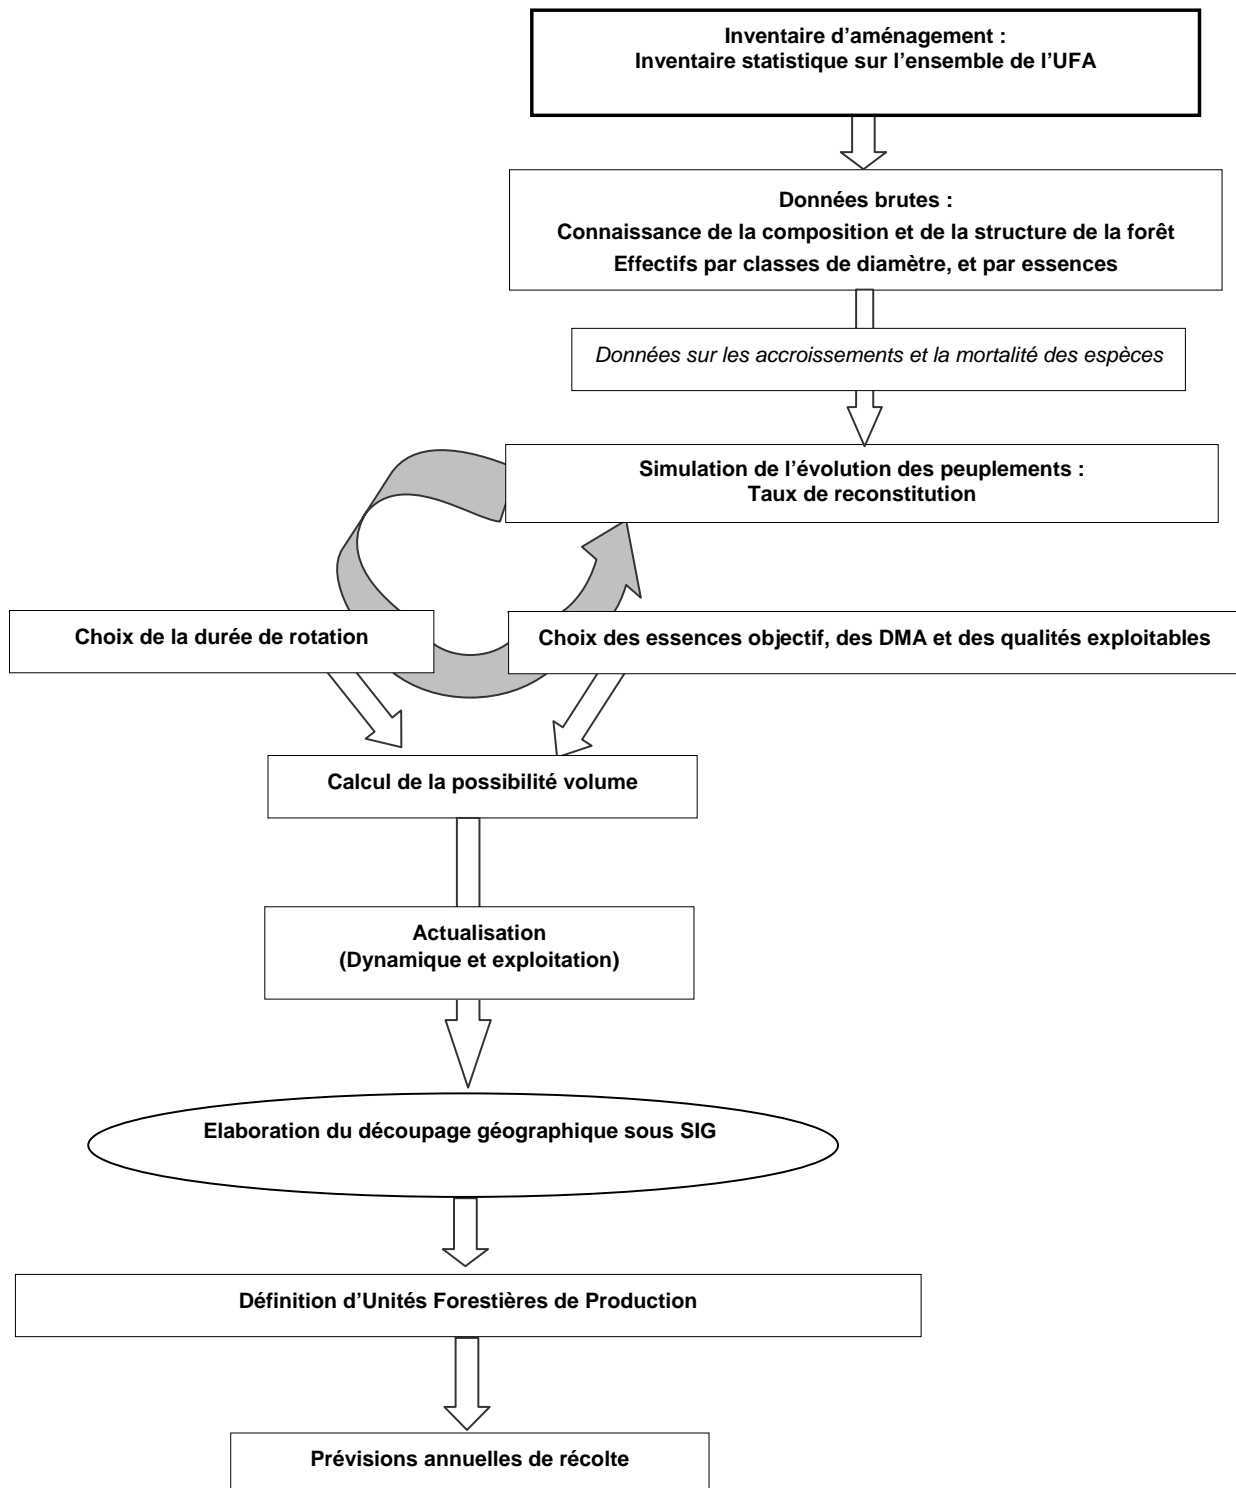 Inventaire d’aménagement :
Inventaire statistique sur l’ensemble de l’UFA
Données brutes :
Connaissance de la composition et de la structure de la forêt
Effectifs par classes de diamètre, et par essences
Données sur les accroissements et la mortalité des espèces
Simulation de l’évolution des peuplements :
Taux de reconstitution
Choix de la durée de rotation
Choix des essences objectif, des DMA et des qualités exploitables
Calcul de la possibilité volume
Actualisation
(Dynamique et exploitation)
Elaboration du découpage géographique sous SIG
Définition d’Unités Forestières de Production
Prévisions annuelles de récolte